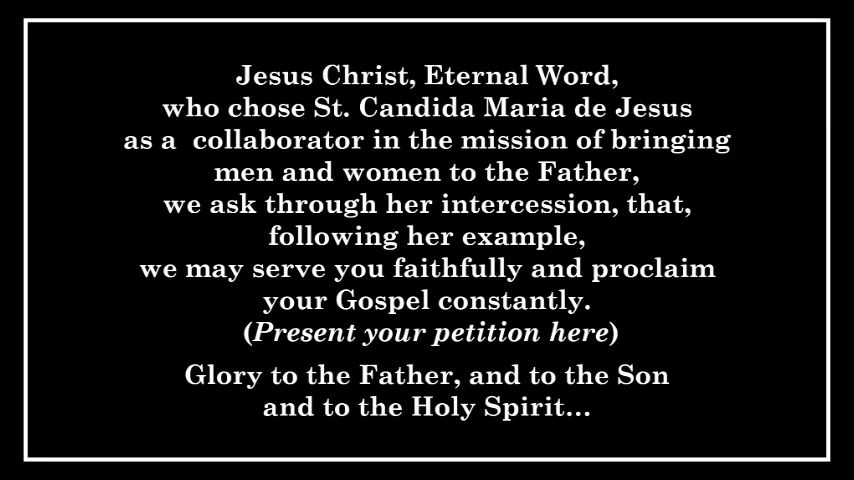 Jesus Christ, Eternal Word,
who chose St. Candida Maria de Jesus
as a  collaborator in the mission of bringing
men and women to the Father,
we ask through her intercession, that,
following her example,
we may serve you faithfully and proclaim
your Gospel constantly.
(Present your petition here)
Glory to the Father, and to the Son
and to the Holy Spirit...